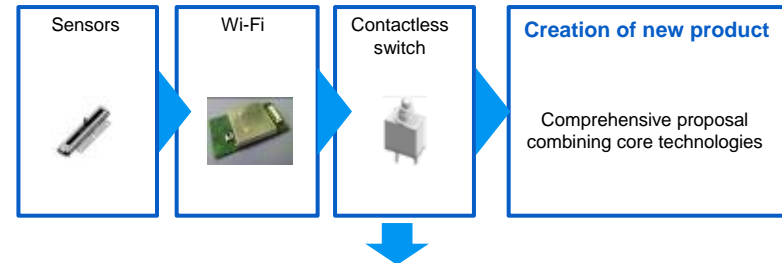 Sensors
Wi-Fi
Contactless
switch
Creation of new product
Comprehensive proposal
combining core technologies